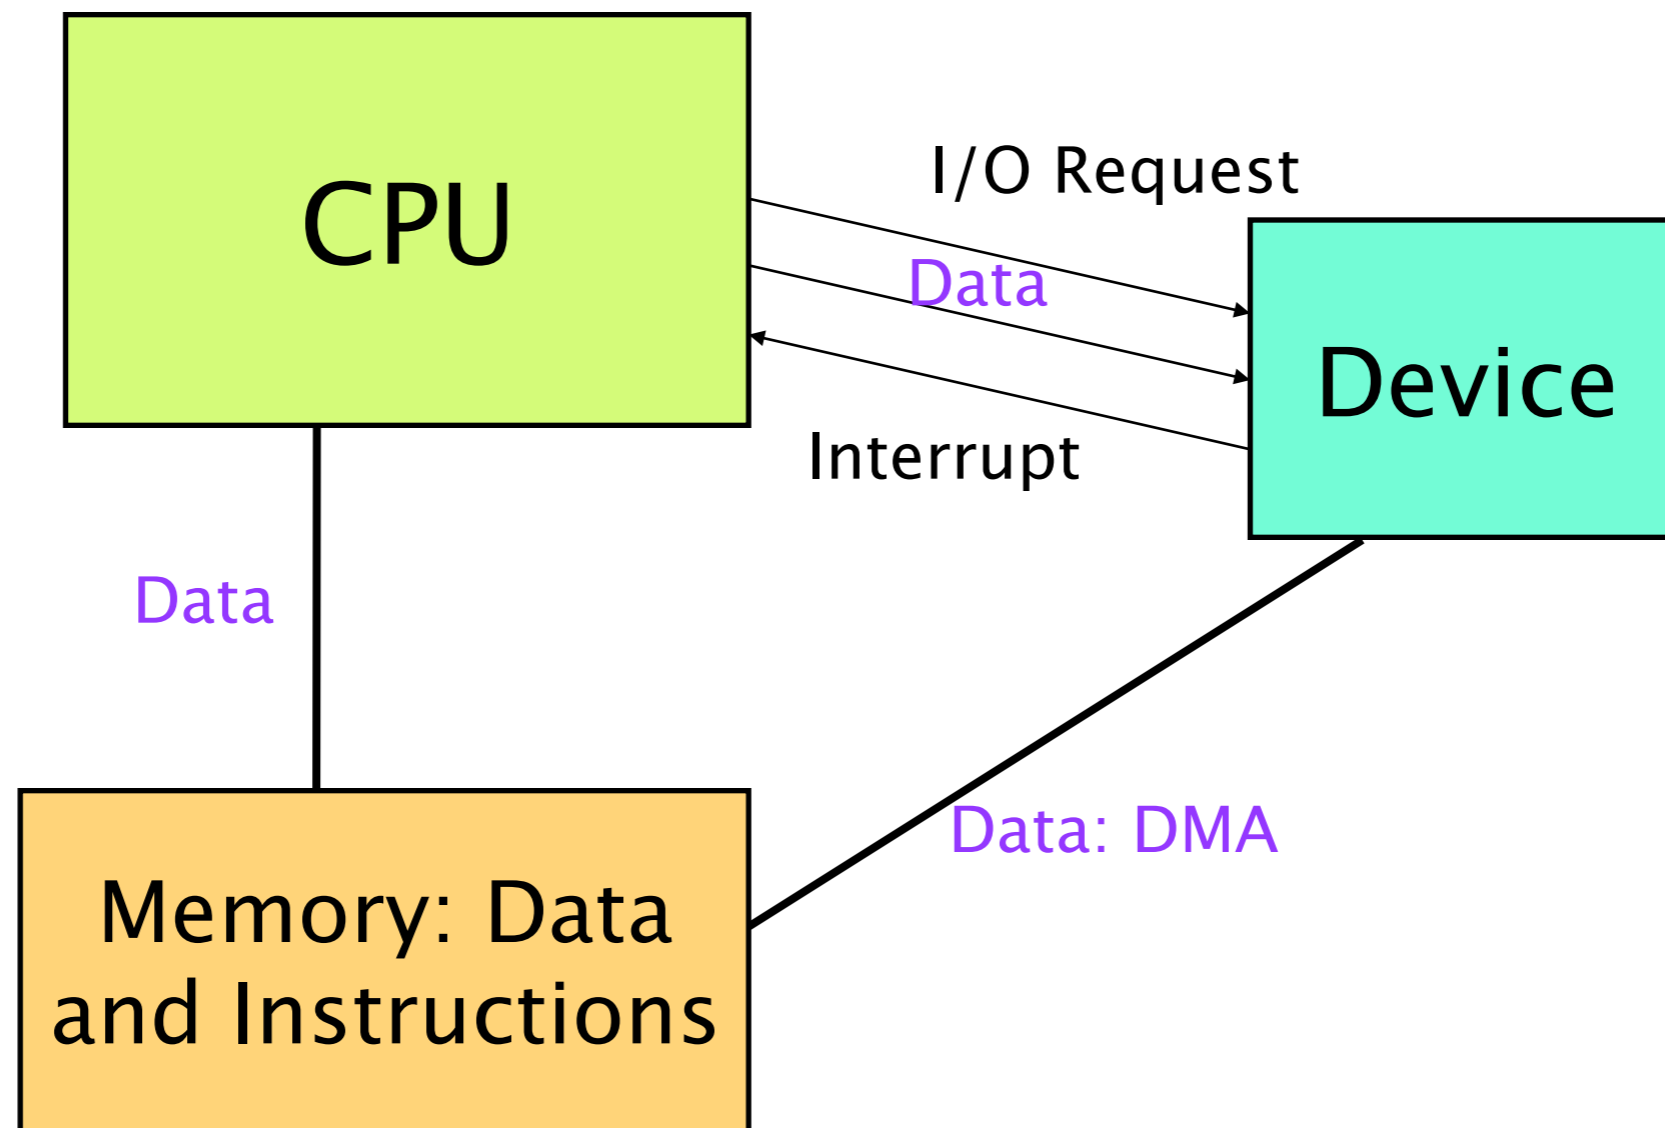 CPU
I/O Request
Data
Device
Interrupt
Data
Data: DMA
Memory: Data
and Instructions